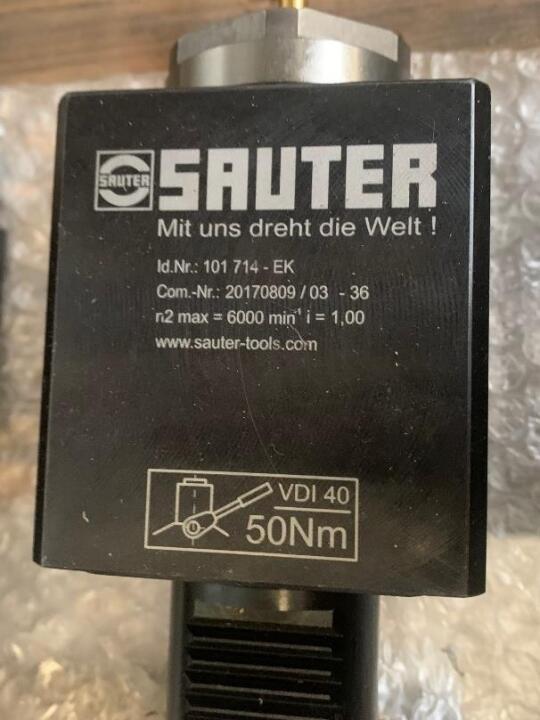 SAUTER SAUTER
Mit uns dreht die Welt !
Id.Nr.: 101 714 - EK
Com.-Nr.: 20170809 / 03 - 36
n2 max = 6000 min⁻¹ i = 1,00
www.sauter-tools.com
VDI 40
50Nm